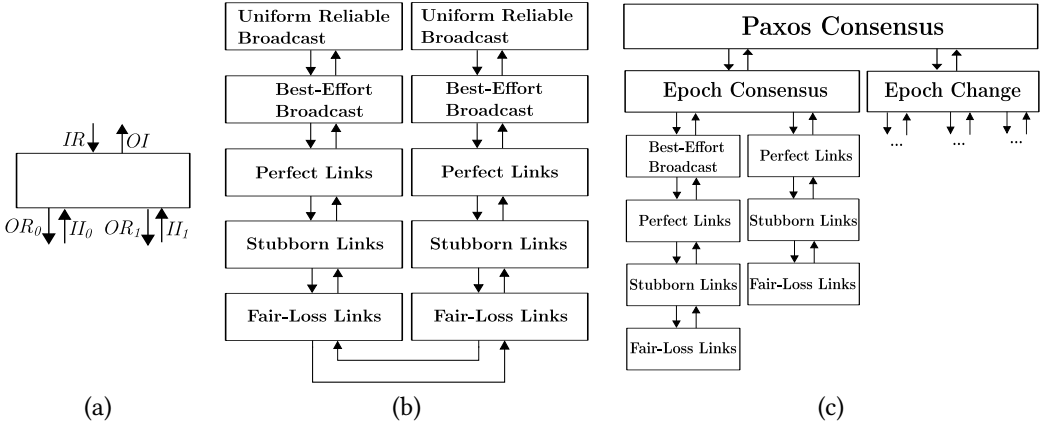 IR OI
OR0 II0 OR1 II1
(a)
Uniform Reliable
Broadcast
Uniform Reliable
Broadcast
Best-Effort
Broadcast
Best-Effort
Broadcast
Perfect Links
Perfect Links
Stubborn Links
Stubborn Links
Fair-Loss Links
Fair-Loss Links
(b)
Paxos Consensus
Epoch Consensus
Epoch Change
... ... ...
Best-Effort
Broadcast
Perfect Links
Perfect Links
Stubborn Links
Stubborn Links
Fair-Loss Links
Fair-Loss Links
(c)